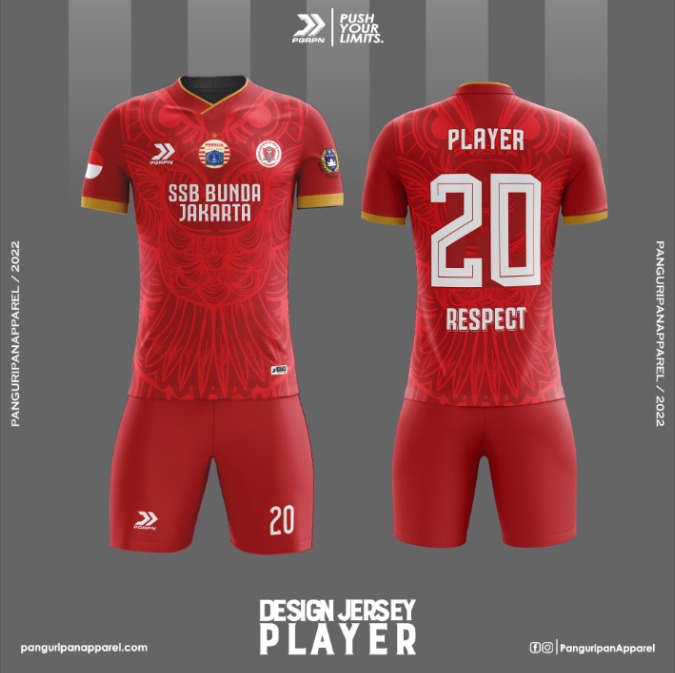 PGRPN
PUSH
YOUR
LIMITS.
PGRPN
PERSIJA
SSB BUNDA
JAKARTA
PLAYER
20
RESPECT
PANGURIPANAPPAREL / 2022
PANGURIPANAPPAREL / 2022
PGRPN
20
DESIGN JERSEY
PLAYER
panguripanapparel.com
PanguripanApparel